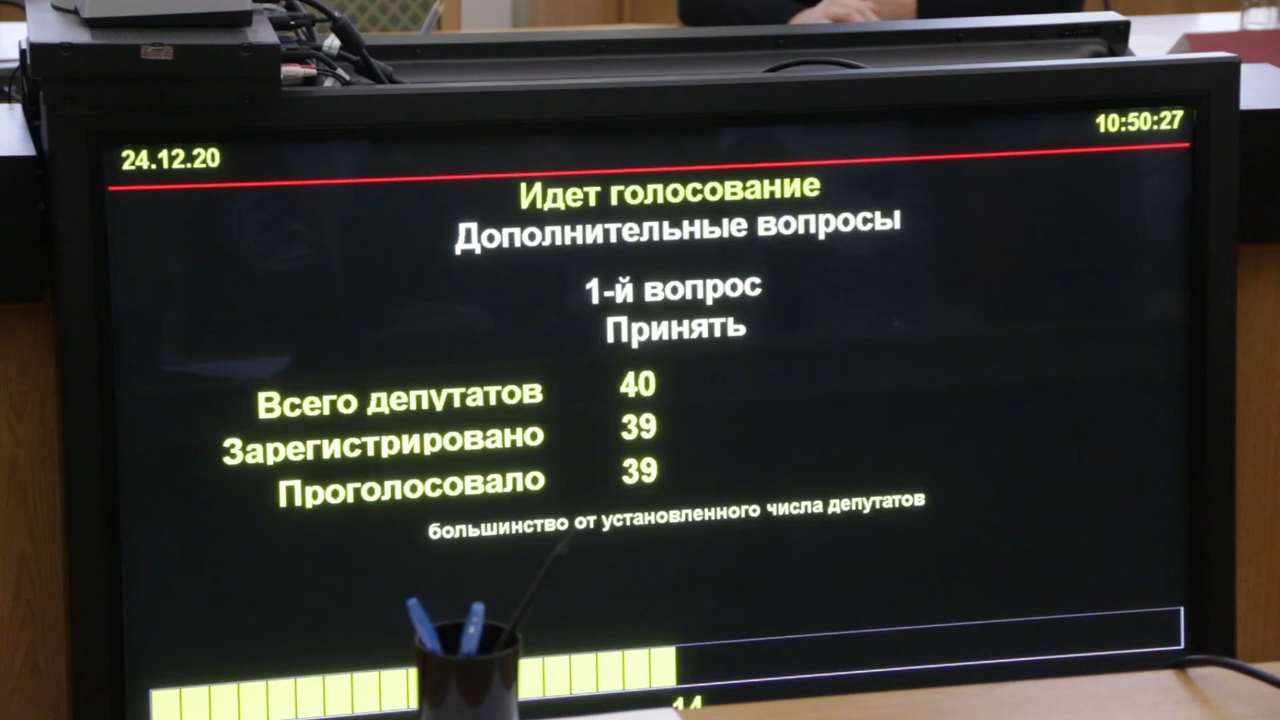 24.12.20 10:50:27
Идет голосование
Дополнительные вопросы
1-й вопрос
Принять
Всего депутатов 40
Зарегистрировано 39
Проголосовало 39
большинство от установленного числа депутатов
14